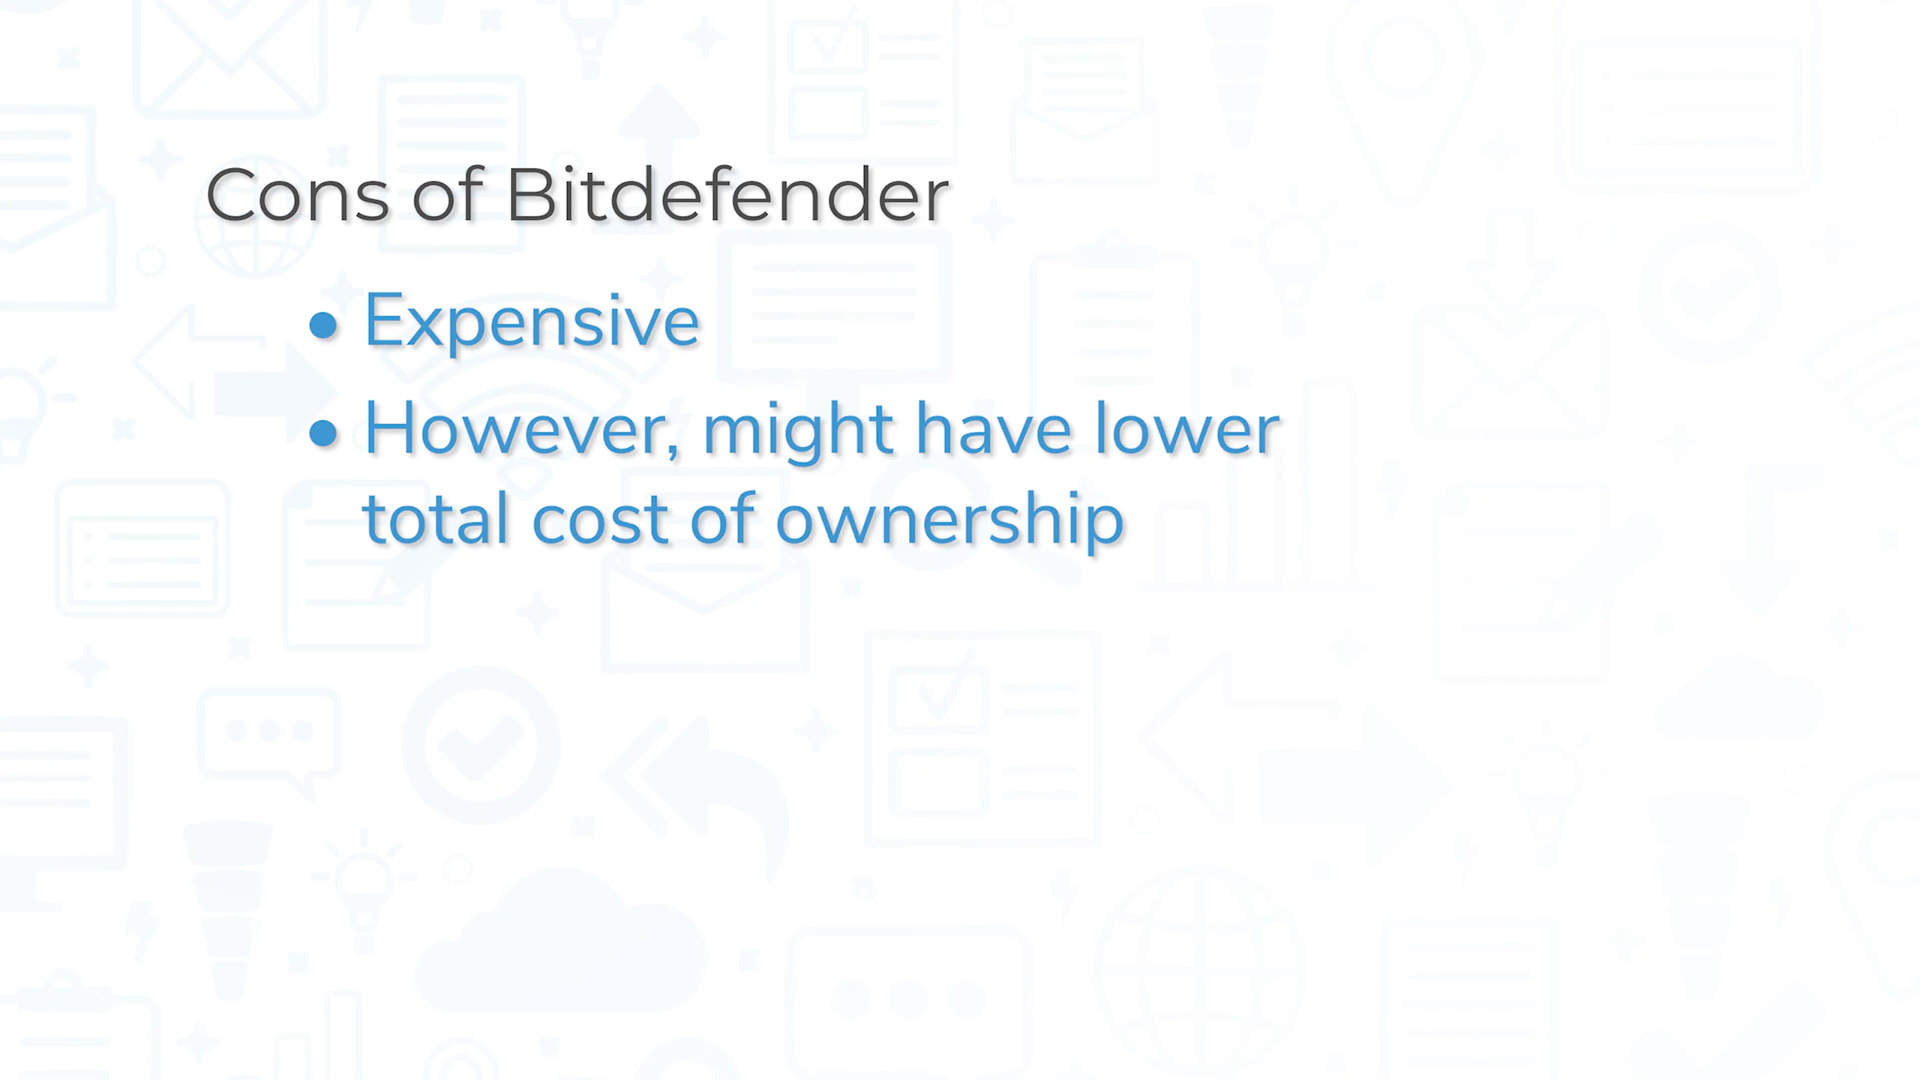 Cons of Bitdefender
• Expensive
• However, might have lower
total cost of ownership